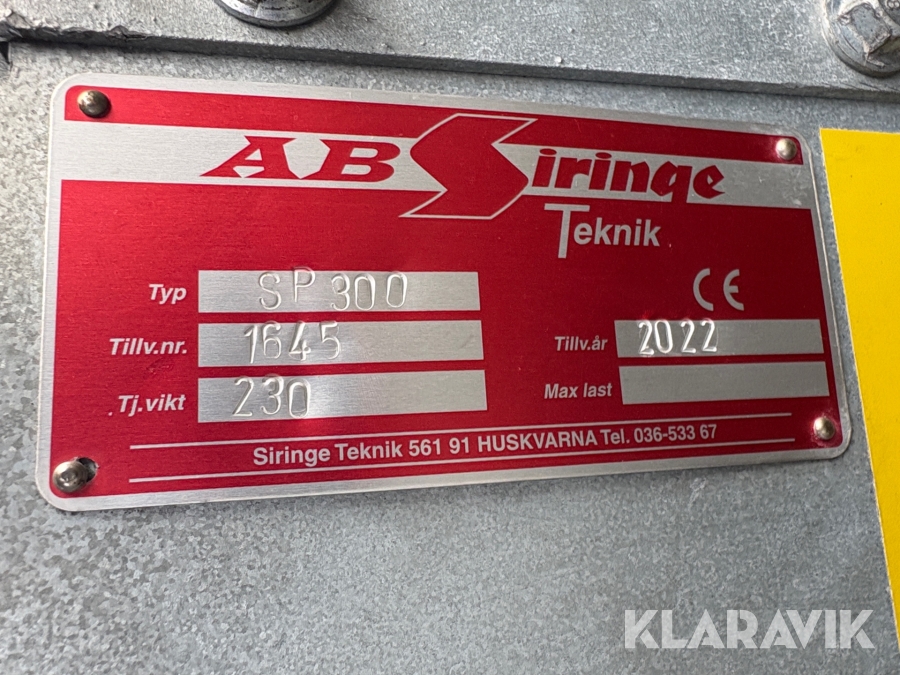 AB Siringe
Teknik
Typ SP 300
Tillv.nr. 1645
Tillv.år 2022
Tj.vikt 230
Max last
CE
Siringe Teknik 561 91 HUSKVARNA Tel. 036-533 67
KLARAVIK